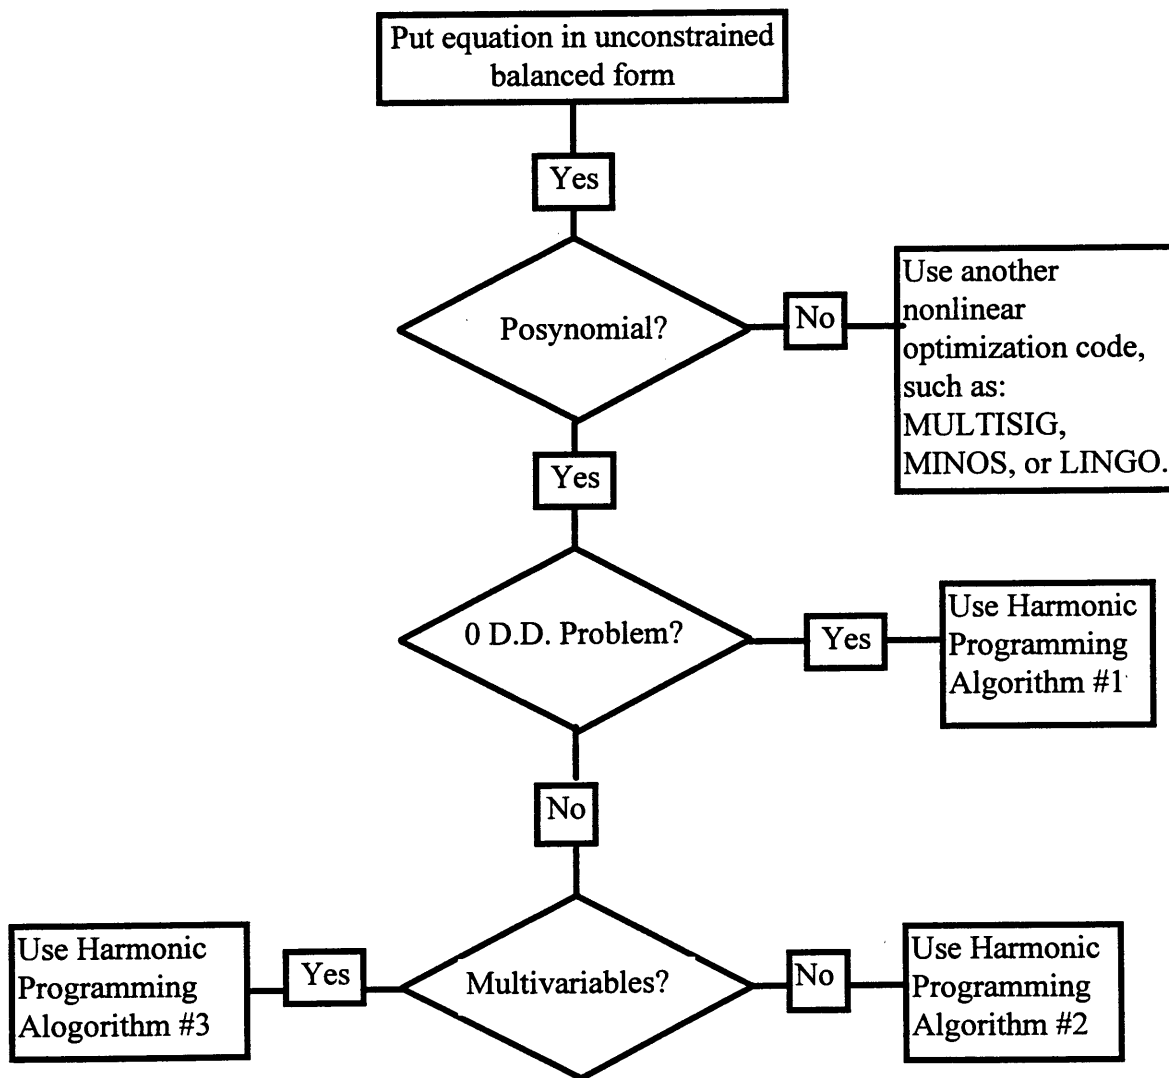 Put equation in unconstrained
balanced form
Yes
Posynomial?
No
Use another
nonlinear
optimization code,
such as:
MULTISIG,
MINOS, or LINGO.
Yes
0 D.D. Problem?
Yes
Use Harmonic
Programming
Algorithm #1
No
Use Harmonic
Programming
Alogorithm #3
Yes
Multivariables?
No
Use Harmonic
Programming
Algorithm #2